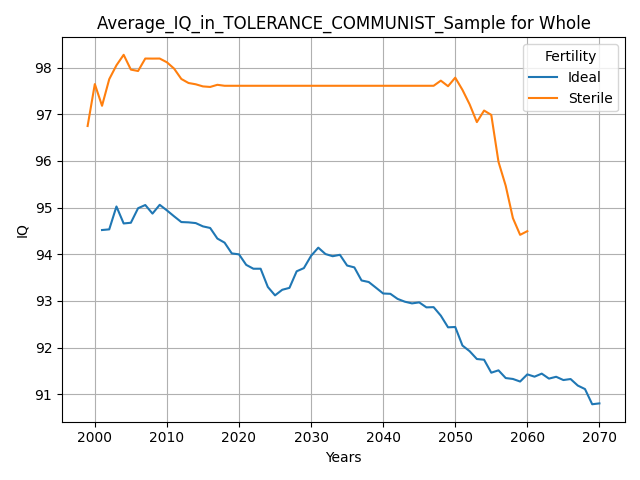 Average_IQ_in_TOLERANCE_COMMUNIST_Sample for Whole
Fertility
Ideal
Sterile
IQ
98
97
96
95
94
93
92
91
2000 2010 2020 2030 2040 2050 2060 2070
Years